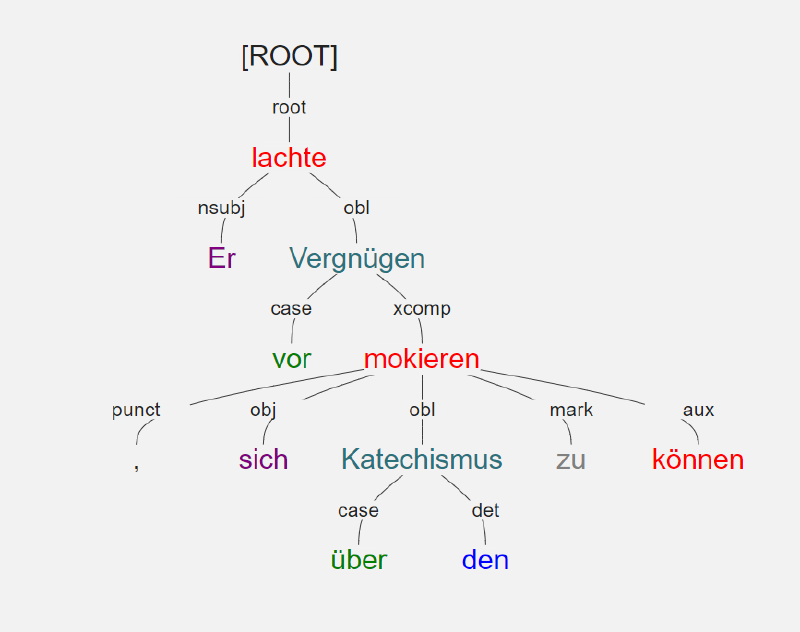 [ROOT]
root
lachte
nsubj obl
Er Vergnügen
case xcomp
vor mokieren
punct obj obl mark aux
, sich Katechismus zu können
case det
über den